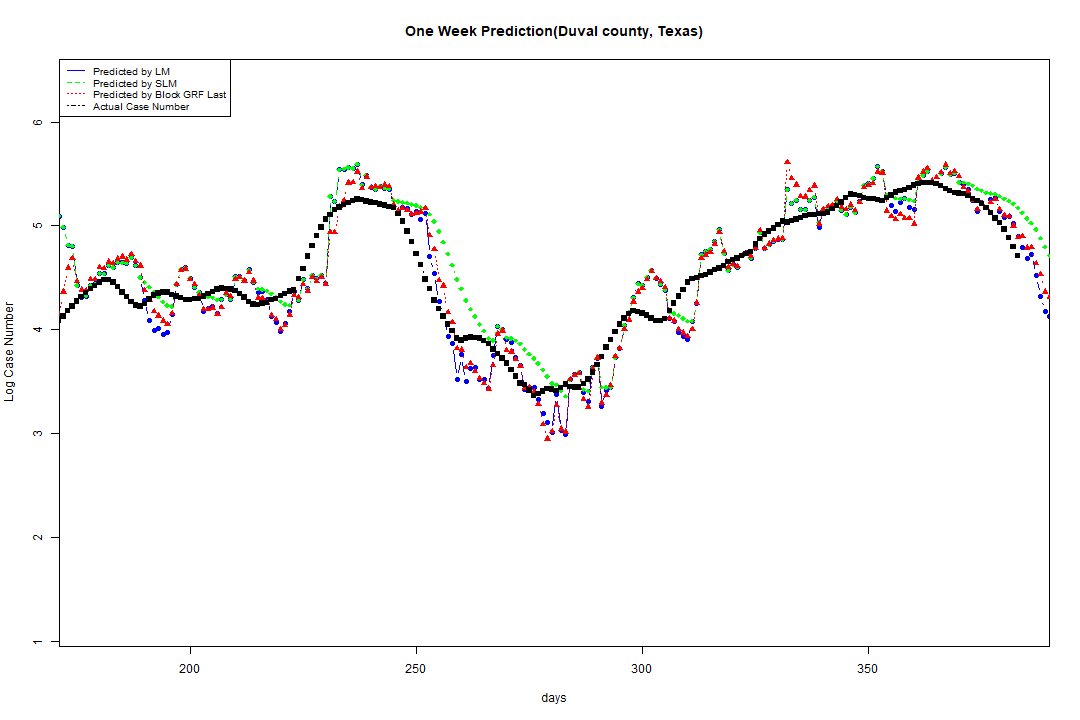 One Week Prediction(Duval county, Texas)
Predicted by LM
Predicted by SLM
Predicted by Block GRF Last
Actual Case Number
6
5
4
3
2
1
Log Case Number
200 250 300 350
days